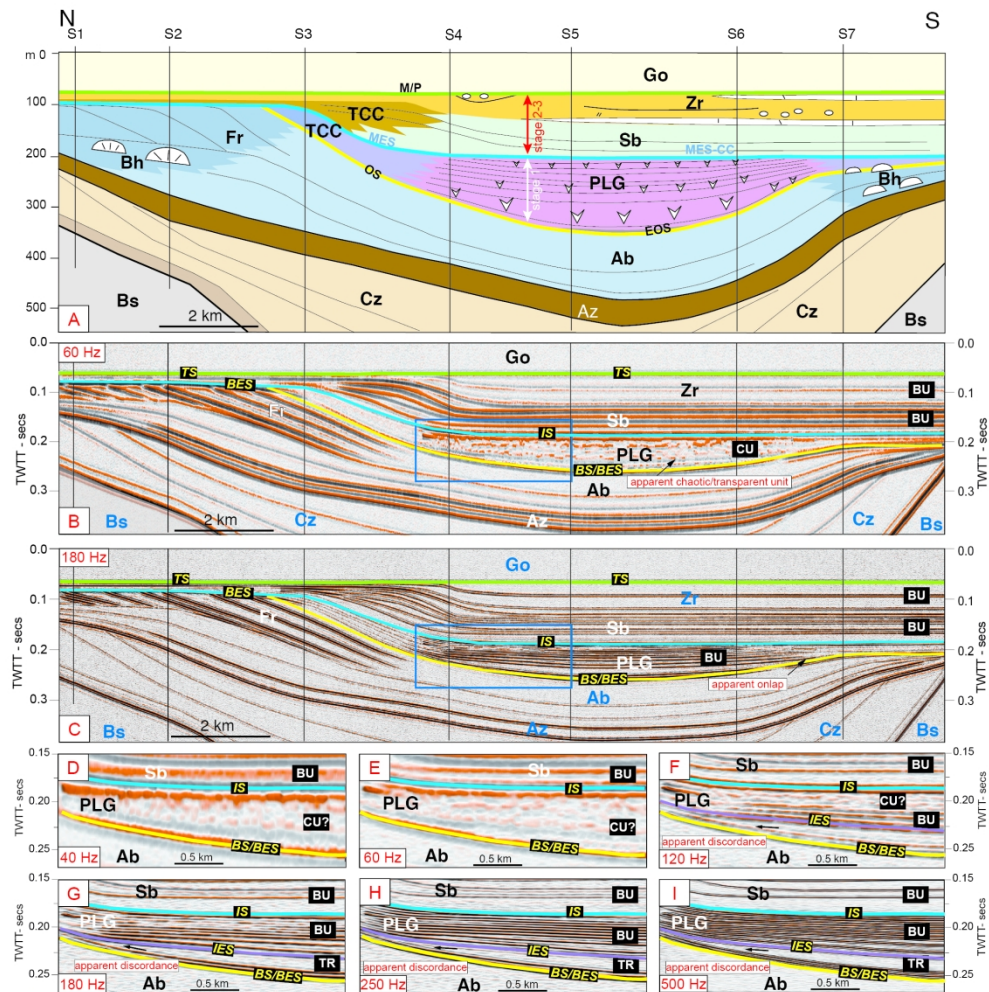 N S
S1 S2 S3 S4 S5 S6 S7
m 0
100
200
300
400
500
Go
M/P
Zr
TCC
TCC
Fr
MES
stage 2-3
Sb
MES-CC
Bh
OS
PLG
Bh
EOS
Ab
Bs
Cz
Az
Cz
Bs
A
2 km
60 Hz
0.0
0.1
0.2
0.3
TWTT - secs
Go
TS
TS
BES
Zr
BU
Sb
BU
IS
PLG
CU
BS/BES
apparent chaotic/transparent unit
Ab
Az
Bs
Cz
Cz
Bs
B
2 km
0.0
0.1
0.2
0.3
TWTT - secs
180 Hz
0.0
0.1
0.2
0.3
TWTT - secs
Go
TS
TS
BES
Zr
BU
Fr
Sb
BU
IS
PLG
BU
BS/BES
apparent onlap
Ab
Az
Bs
Cz
Bs
C
2 km
0.0
0.1
0.2
0.3
TWTT - secs
0.15
0.20
0.25
TWTT- secs
D
Sb
BU
IS
PLG
CU?
BS/BES
40 Hz
Ab
0.5 km
E
Sb
BU
IS
PLG
CU?
BS/BES
60 Hz
Ab
0.5 km
0.15
0.20
0.25
TWTT- secs
F
Sb
BU
IS
PLG
CU?
IES
BU
BS/BES
apparent discordance
120 Hz
Ab
0.5 km
0.15
0.20
0.25
TWTT- secs
G
Sb
BU
IS
PLG
BU
IES
TR
apparent discordance
BS/BES
180 Hz
Ab
0.5 km
H
Sb
BU
IS
PLG
BU
IES
TR
apparent discordance
BS/BES
250 Hz
Ab
0.5 km
0.15
0.20
0.25
TWTT- secs
I
Sb
BU
IS
PLG
BU
IES
TR
apparent discordance
BS/BES
500 Hz
Ab
0.5 km